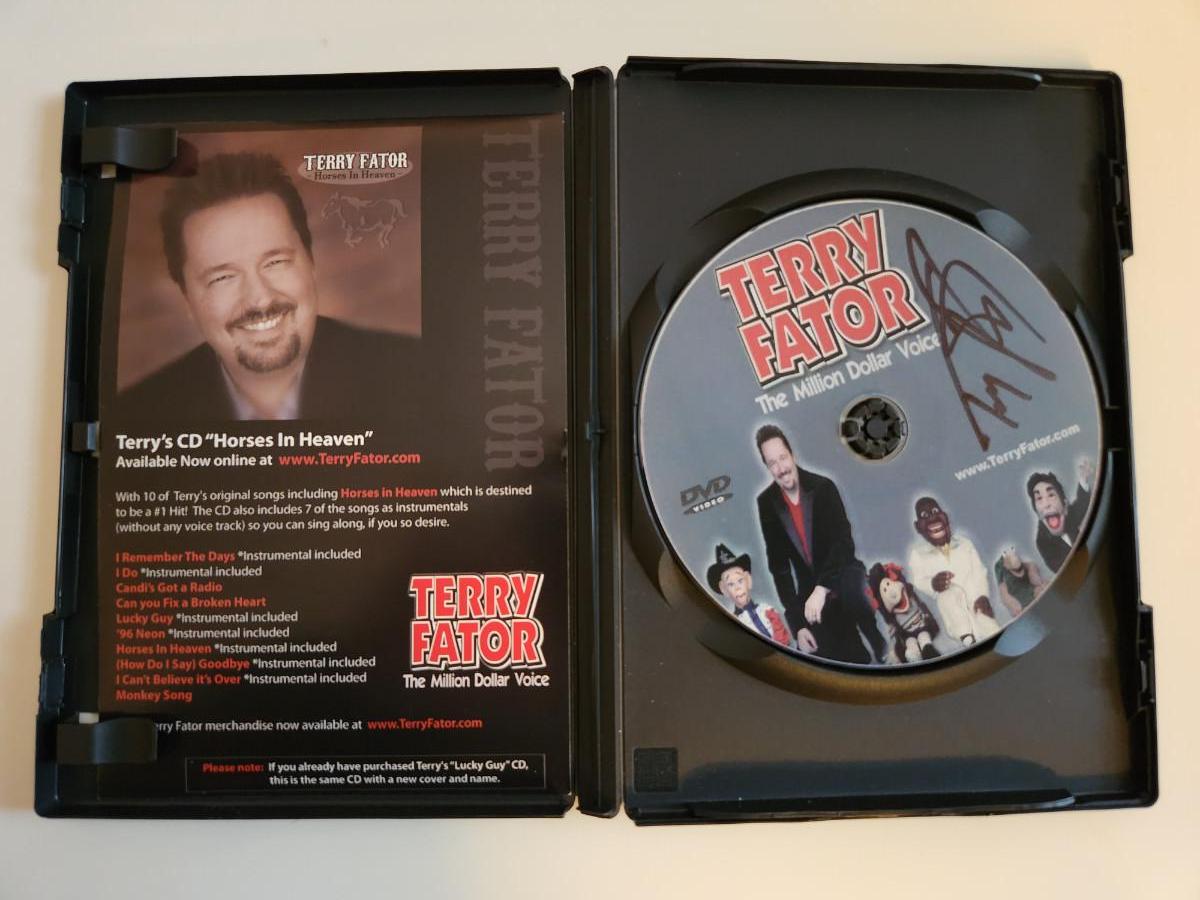 TERRY FATOR
Horses In Heaven
TERRY FATOR
Terry's CD "Horses In Heaven"
Available Now online at www.TerryFator.com
With 10 of Terry's original songs including Horses in Heaven which is destined
to be a #1 Hit! The CD also includes 7 of the songs as instrumentals
(without any voice track) so you can sing along, if you so desire.
I Remember The Days *Instrumental included
I Do *Instrumental included
Candi's Got a Radio
Can you Fix a Broken Heart
Lucky Guy *Instrumental included
'96 Neon *Instrumental included
Horses In Heaven *Instrumental included
(How Do I Say) Goodbye *Instrumental included
I Can't Believe it's Over *Instrumental included
Monkey Song
TERRY
FATOR
The Million Dollar Voice
erry Fator merchandise now available at www.TerryFator.com
Please note: If you already have purchased Terry's "Lucky Guy" CD,
this is the same CD with a new cover and name.
TERRY
FATOR
The Million Dollar Voice
www.TerryFator.com
DVD
VIDEO